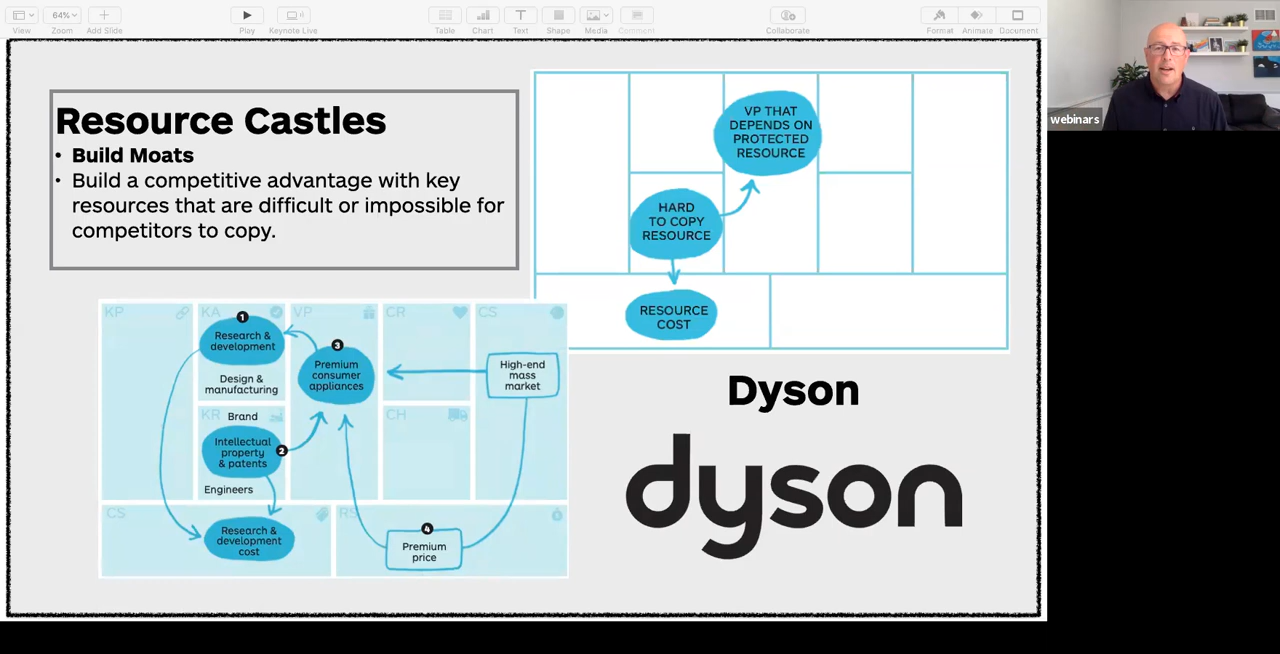 View
64%
Zoom
Add Slide
Play
Keynote Live
Table
Chart
Text
Shape
Media
Comment
Collaborate
Format
Animate
Document
webinars
Resource Castles
• Build Moats
• Build a competitive advantage with key
resources that are difficult or impossible for
competitors to copy.
VP THAT
DEPENDS ON
PROTECTED
RESOURCE
HARD
TO COPY
RESOURCE
RESOURCE
COST
KP
KA
VP
CR
CS
1
Research &
development
Design &
manufacturing
KR
Brand
Intellectual
property
& patents
2
Engineers
3
Premium
consumer
appliances
High-end
mass
market
CH
CS
Research &
development
cost
RS
4
Premium
price
Dyson
dyson